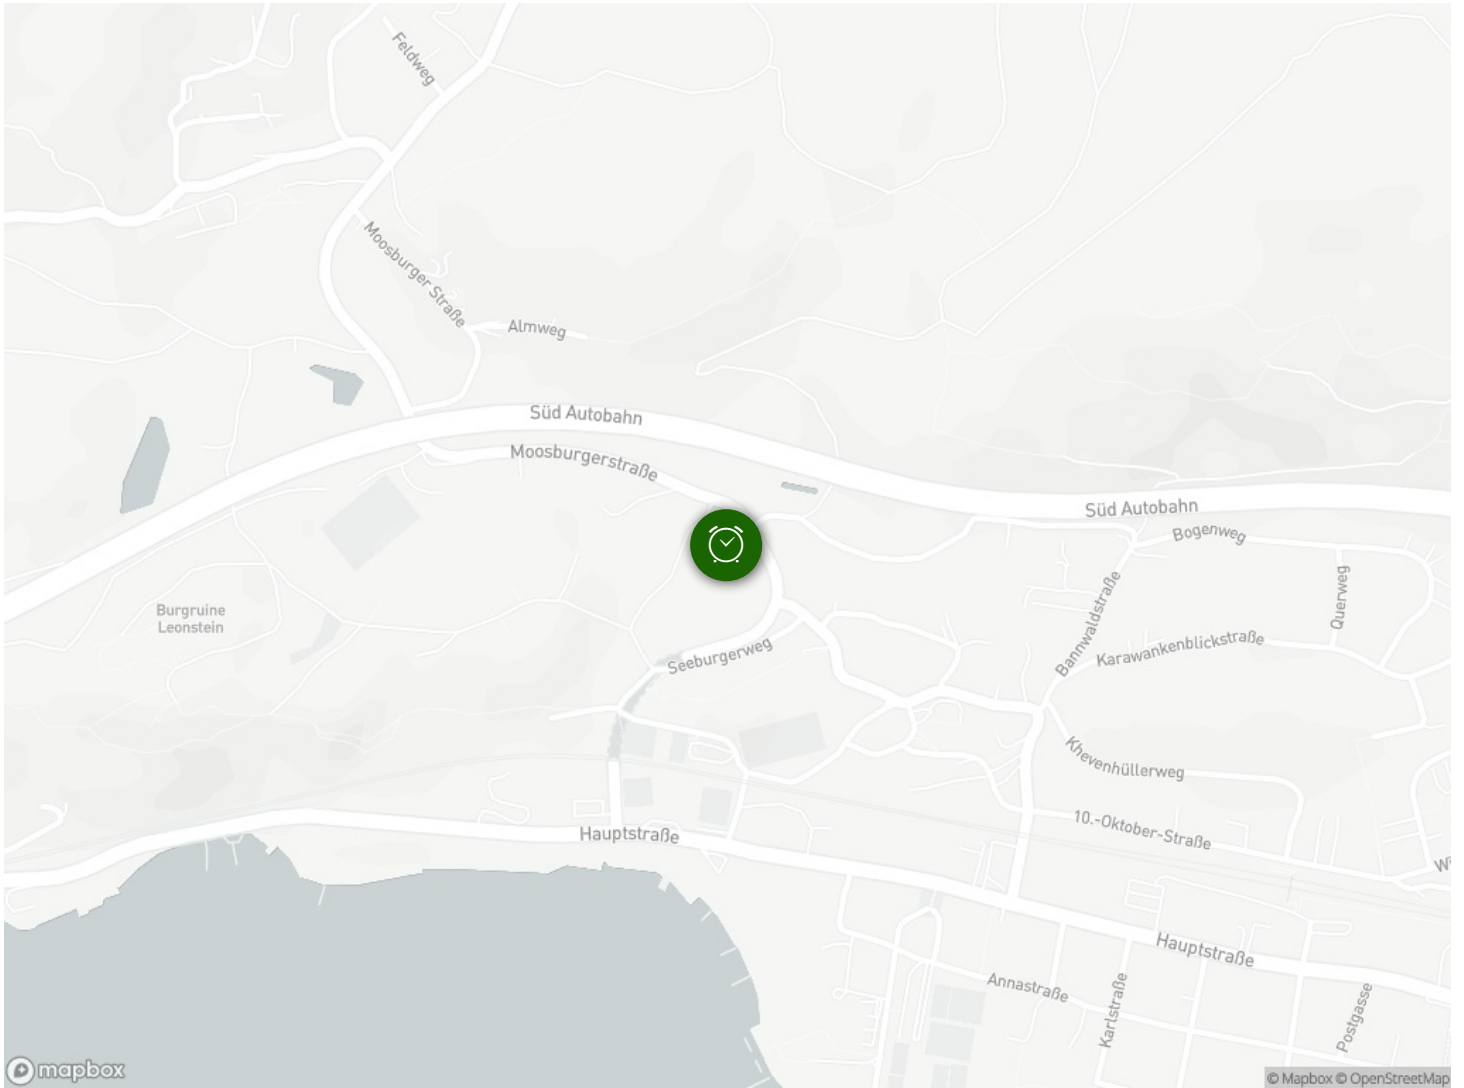 Feldweg
Moosburger Straße
Almweg
Süd Autobahn
Moosburgerstraße
Süd Autobahn
Bogenweg
Querweg
Bannwaldstraße
Burgruine
Leonstein
Karawankenblickstraße
Seeburgerweg
Khevenhüllerweg
10.-Oktober-Straße
Hauptstraße
Hauptstraße
Annastraße
Karlstraße
Postgasse
mapbox
© Mapbox © OpenStreetMap